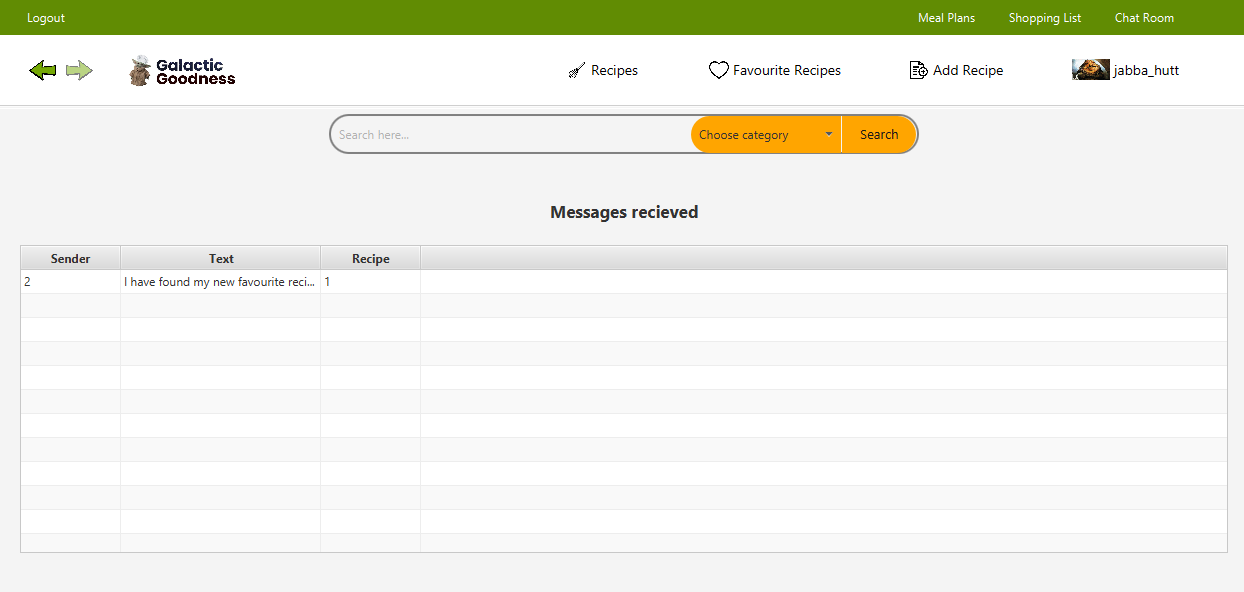 Logout Meal Plans Shopping List Chat Room
Galactic
Goodness
Recipes Favourite Recipes Add Recipe jabba_hutt
Search here... Choose category Search
Messages recieved
Sender Text Recipe
2 I have found my new favourite reci... 1